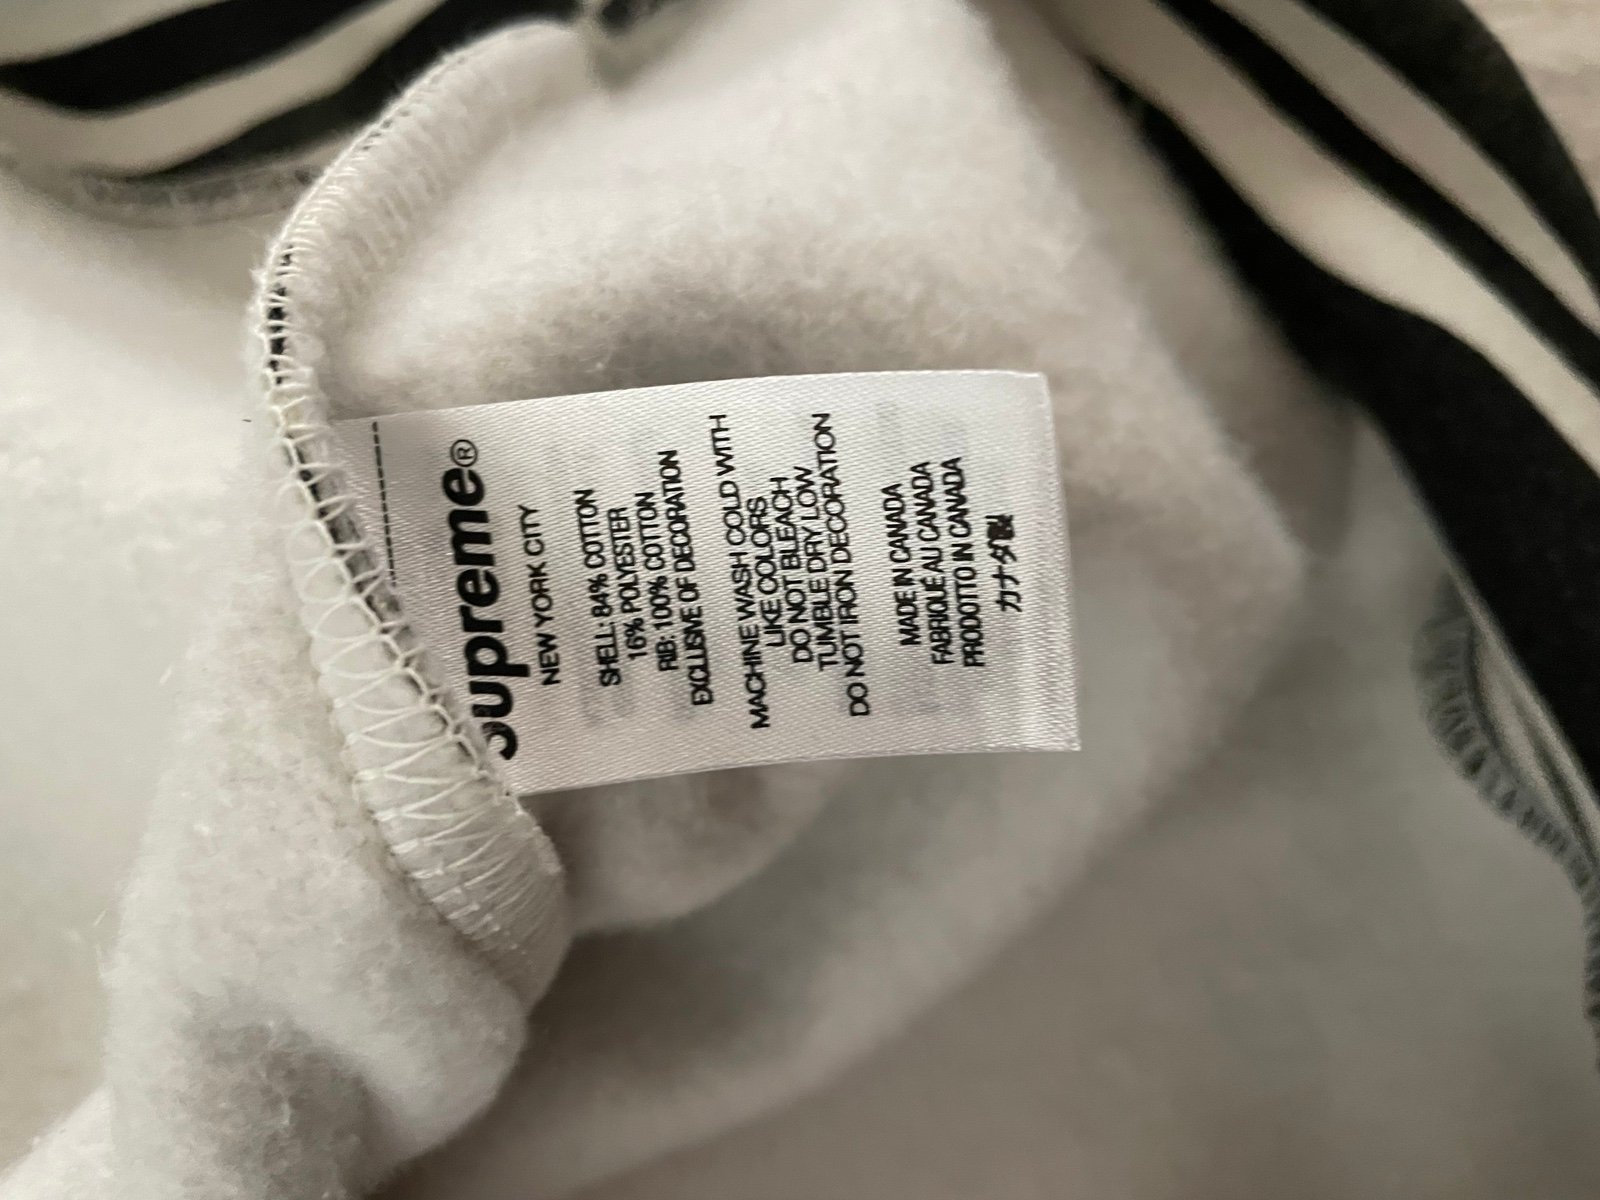 Supreme®
NEW YORK CITY
SHELL: 84% COTTON
16% POLYESTER
RIB: 100% COTTON
EXCLUSIVE OF DECORATION
MACHINE WASH COLD WITH
LIKE COLORS
DO NOT BLEACH
TUMBLE DRY LOW
DO NOT IRON DECORATION
MADE IN CANADA
FABRIQUÉ AU CANADA
PRODOTTO IN CANADA
カナダ製